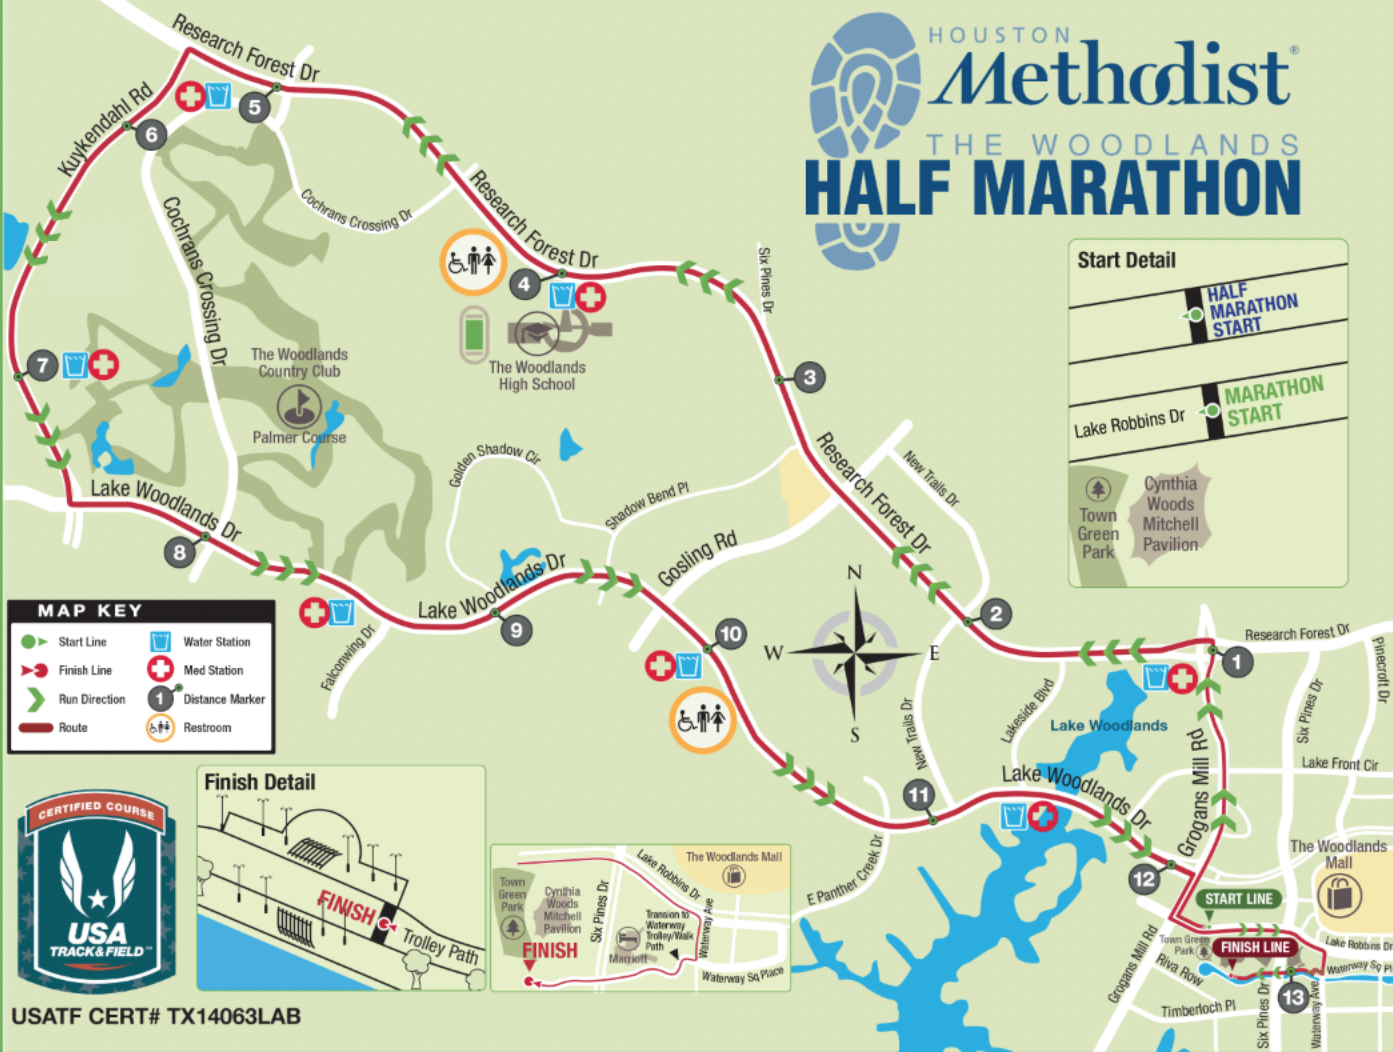 HOUSTON
Methodist®
THE WOODLANDS
HALF MARATHON
Research Forest Dr
Kuykendahl Rd
5
6
Cochrans Crossing Dr
Cochrans Crossing Dr
Research Forest Dr
4
The Woodlands
High School
Six Pines Dr
3
7
The Woodlands
Country Club
Palmer Course
Start Detail
HALF
MARATHON
START
MARATHON
START
Lake Robbins Dr
Town
Green
Park
Cynthia
Woods
Mitchell
Pavilion
Golden Shadow Cir
Shadow Bend Pl
Gosling Rd
Research Forest Dr
New Trails Dr
Lake Woodlands Dr
8
Lake Woodlands Dr
9
10
Falconwing Dr
N
W
E
S
2
1
Research Forest Dr
Pinecroft Dr
Six Pines Dr
Lake Front Cir
Lakeside Blvd
New Trails Dr
Lake Woodlands
Lake Woodlands Dr
Grogans Mill Rd
11
12
E Panther Creek Dr
The Woodlands
Mall
START LINE
FINISH LINE
Town Green
Park
Lake Robbins Dr
Waterway Sq Pl
Riva Row
Grogans Mill Rd
Timberloch Pl
Six Pines Dr
13
Waterway Ave
MAP KEY
Start Line
Water Station
Finish Line
Med Station
Run Direction
1
Distance Marker
Route
Restroom
CERTIFIED COURSE
USA
TRACK&FIELD™
USATF CERT# TX14063LAB
Finish Detail
FINISH
Trolley Path
Town
Green
Park
Cynthia
Woods
Mitchell
Pavilion
FINISH
Six Pines Dr
Lake Robbins Dr
The Woodlands Mall
Transion to
Waterway
Trolley/Walk
Path
Marriott
Waterway Ave
Waterway Sq Place